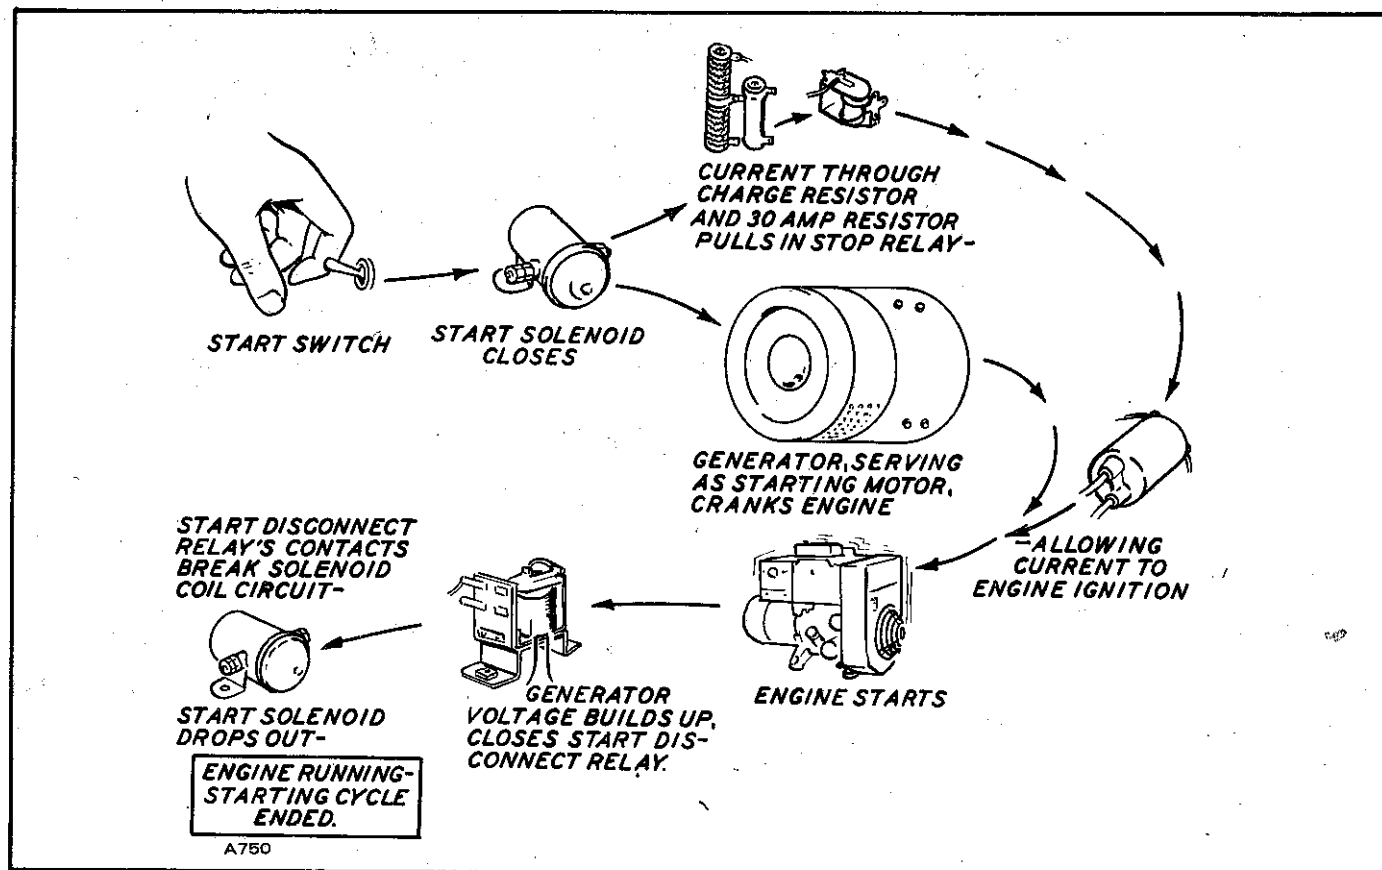 CURRENT THROUGH
CHARGE RESISTOR
AND 30 AMP RESISTOR
PULLS IN STOP RELAY-
START SWITCH
START SOLENOID
CLOSES
GENERATOR, SERVING
AS STARTING MOTOR,
CRANKS ENGINE
-ALLOWING
CURRENT TO
ENGINE IGNITION
ENGINE STARTS
GENERATOR
VOLTAGE BUILDS UP,
CLOSES START DIS-
CONNECT RELAY.
START DISCONNECT
RELAY'S CONTACTS
BREAK SOLENOID
COIL CIRCUIT-
START SOLENOID
DROPS OUT-
ENGINE RUNNING-
STARTING CYCLE
ENDED.
A750